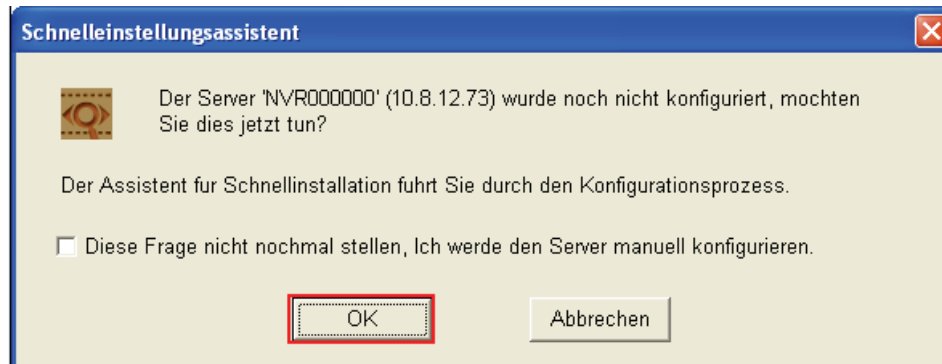 Schnelleinstellungsassistent
Der Server 'NVR000000' (10.8.12.73) wurde noch nicht konfiguriert, mochten
Sie dies jetzt tun?
Der Assistent fur Schnellinstallation fuhrt Sie durch den Konfigurationsprozess.
Diese Frage nicht nochmal stellen, Ich werde den Server manuell konfigurieren.
OK
Abbrechen